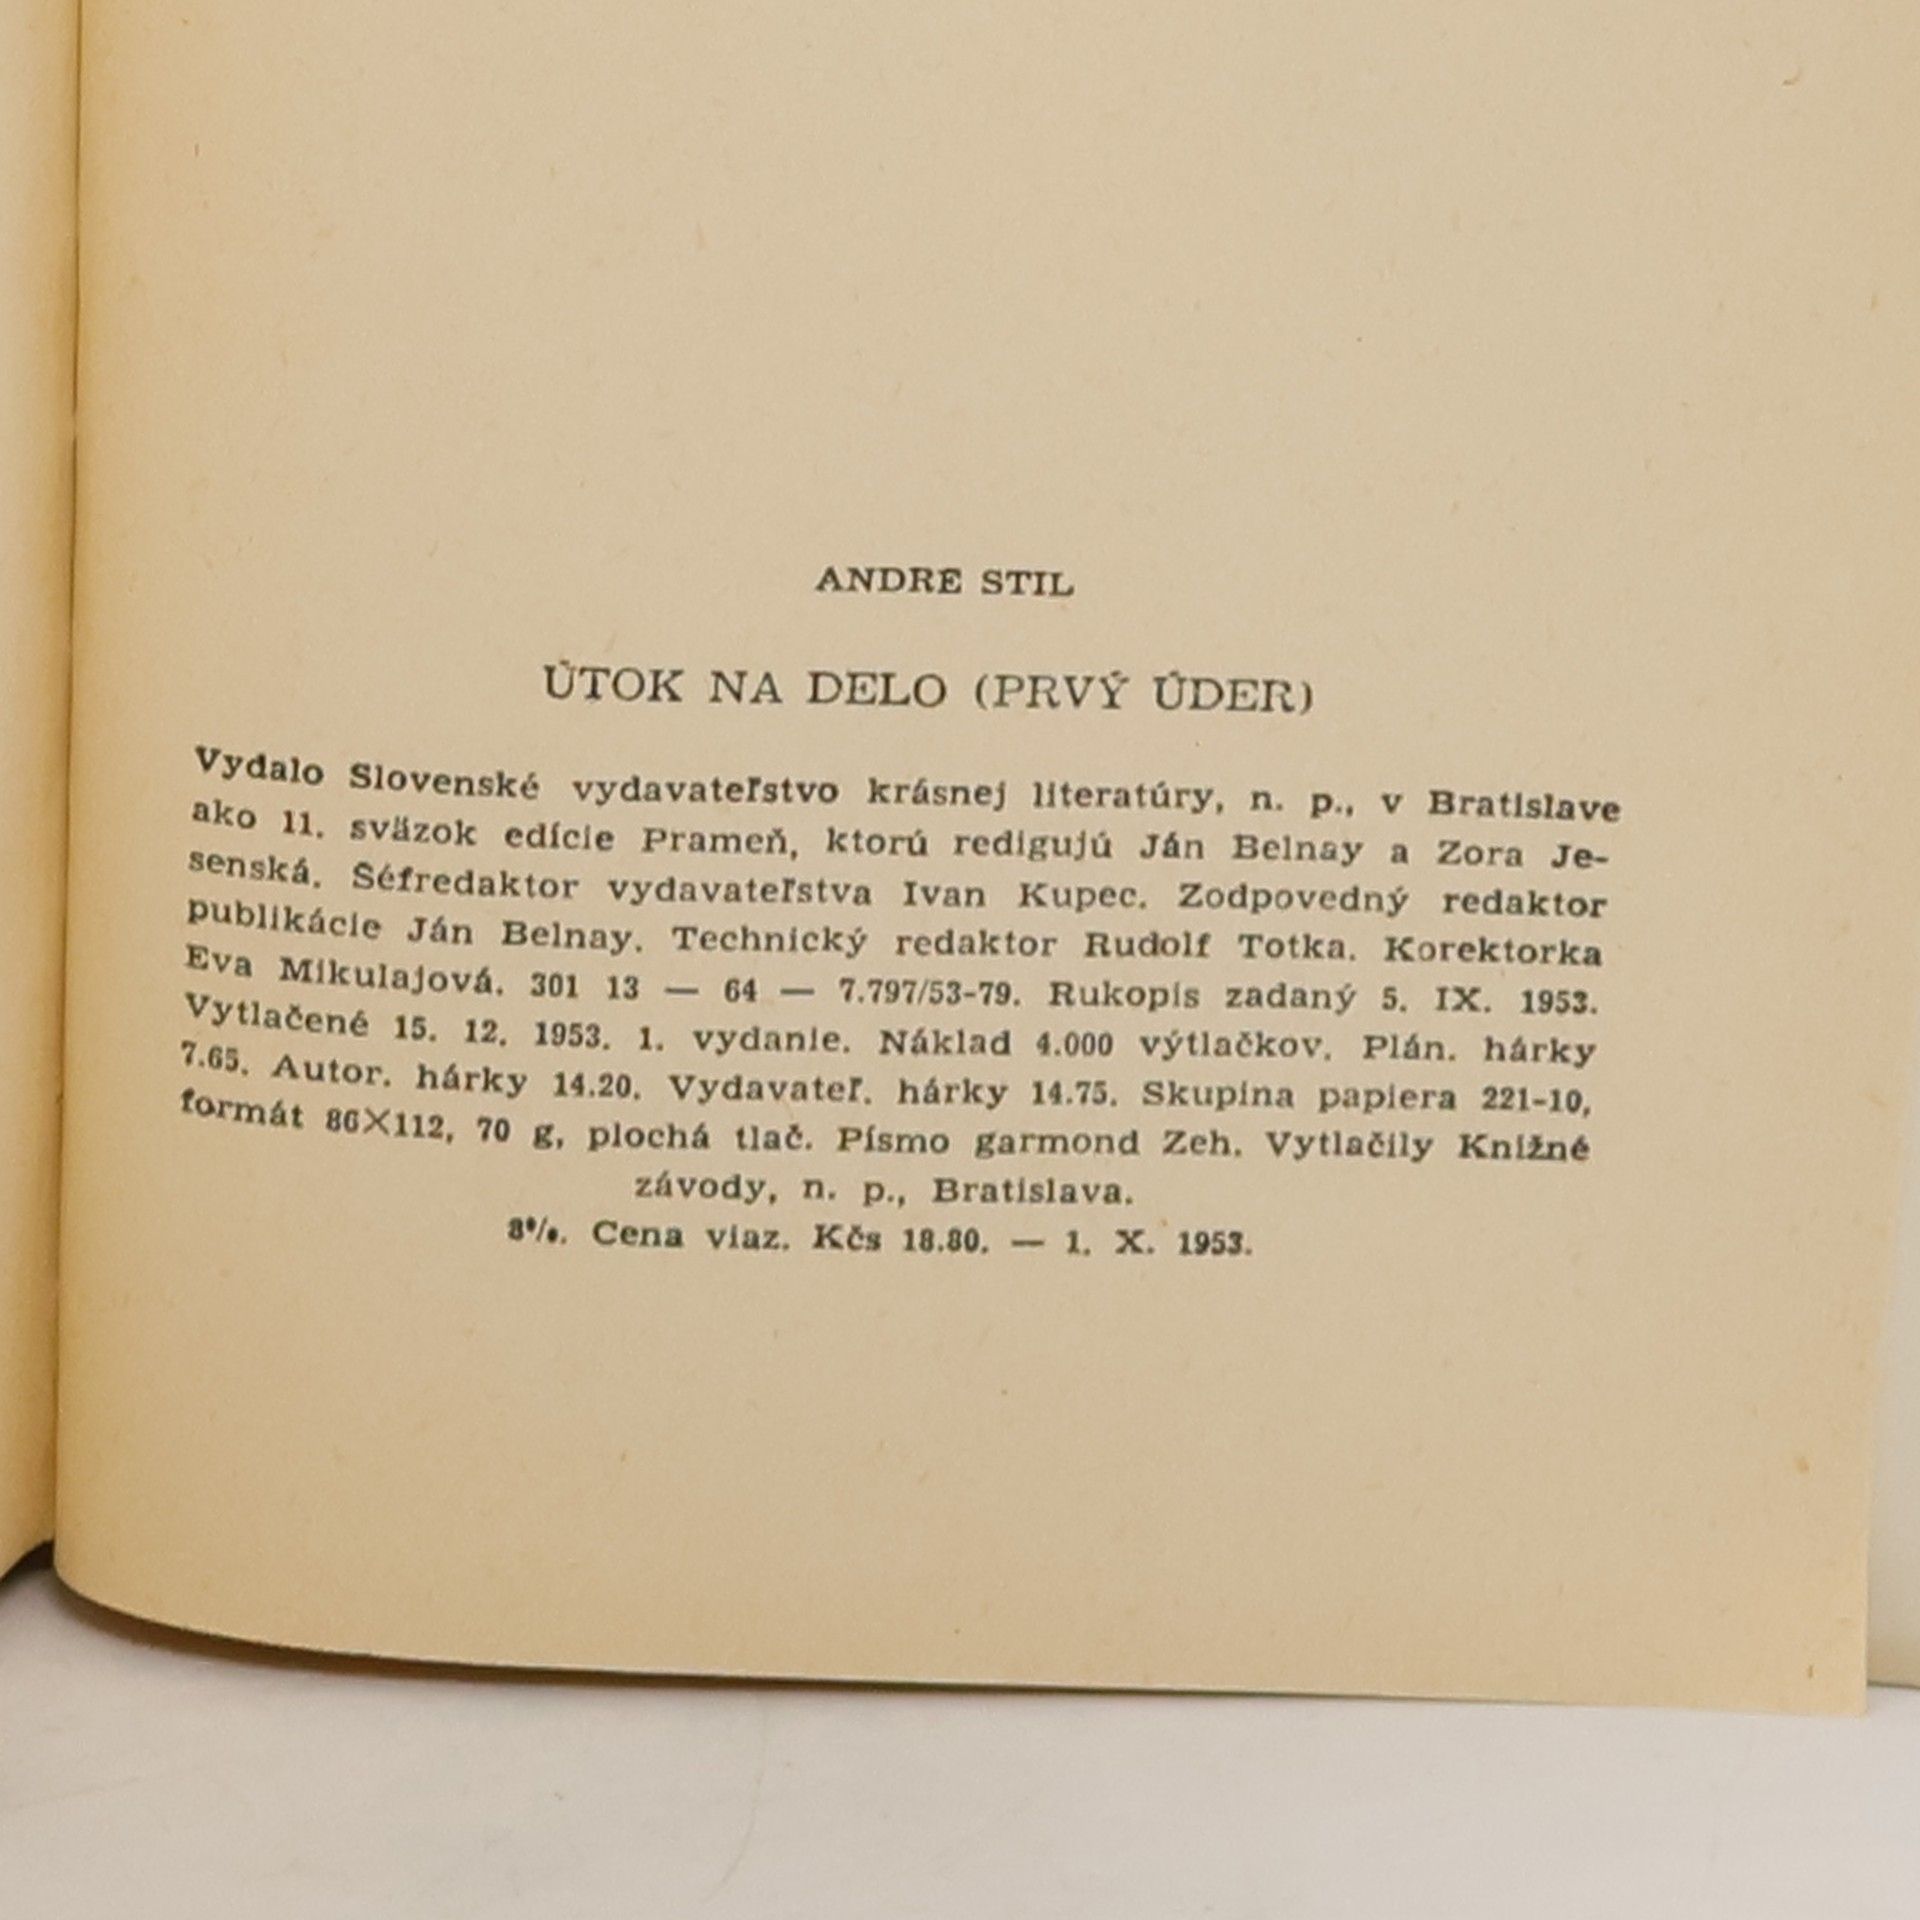 ANDRE STIL
ÚTOK NA DELO (PRVÝ ÚDER)
Vydalo Slovenské vydavateľstvo krásnej literatúry, n. p., v Bratislave
ako 11. sväzok edície Prameň, ktorú redigujú Ján Belnay a Zora Je-
senská. Šéfredaktor vydavateľstva Ivan Kupec. Zodpovedný redaktor
publikácie Ján Belnay. Technický redaktor Rudolf Totka. Korektorka
Eva Mikulajová. 301 13 — 64 — 7.797/53-79. Rukopis zadaný 5. IX. 1953.
Vytlačené 15. 12. 1953. 1. vydanie. Náklad 4.000 výtlačkov. Plán. hárky
7.65. Autor. hárky 14.20. Vydavateľ. hárky 14.75. Skupina papiera 221-10,
formát 86×112, 70 g, plochá tlač. Písmo garmond Zeh. Vytlačily Knižné
závody, n. p., Bratislava.
8%. Cena viaz. Kčs 18.80. — 1. X. 1953.